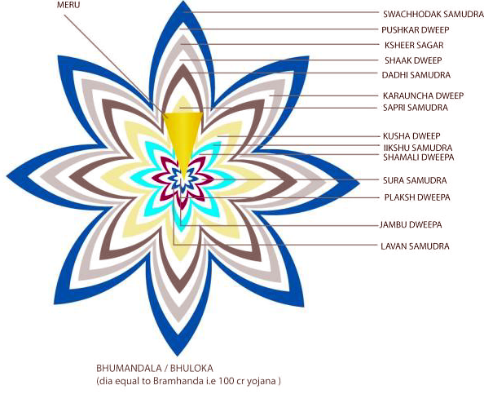 MERU
SWACHHODAK SAMUDRA
PUSHKAR DWEEP
KSHEER SAGAR
SHAAK DWEEP
DADHI SAMUDRA
KARAUNCHA DWEEP
SAPRI SAMUDRA
KUSHA DWEEP
IIKSHU SAMUDRA
SHAMALI DWEEPA
SURA SAMUDRA
PLAKSH DWEEPA
JAMBU DWEEPA
LAVAN SAMUDRA
BHUMANDALA / BHULOKA
(dia equal to Bramhanda i.e 100 cr yojana )